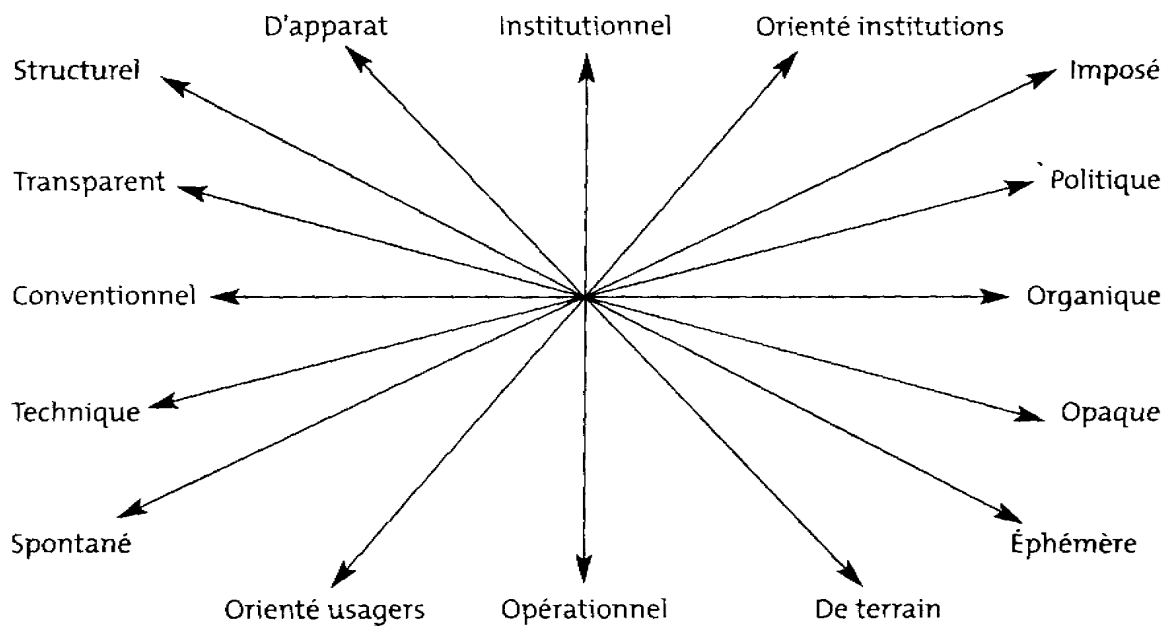 D'apparat
Institutionnel
Orienté institutions
Structurel
Imposé
Transparent
Politique
Conventionnel
Organique
Technique
Opaque
Spontané
Éphémère
Orienté usagers
Opérationnel
De terrain